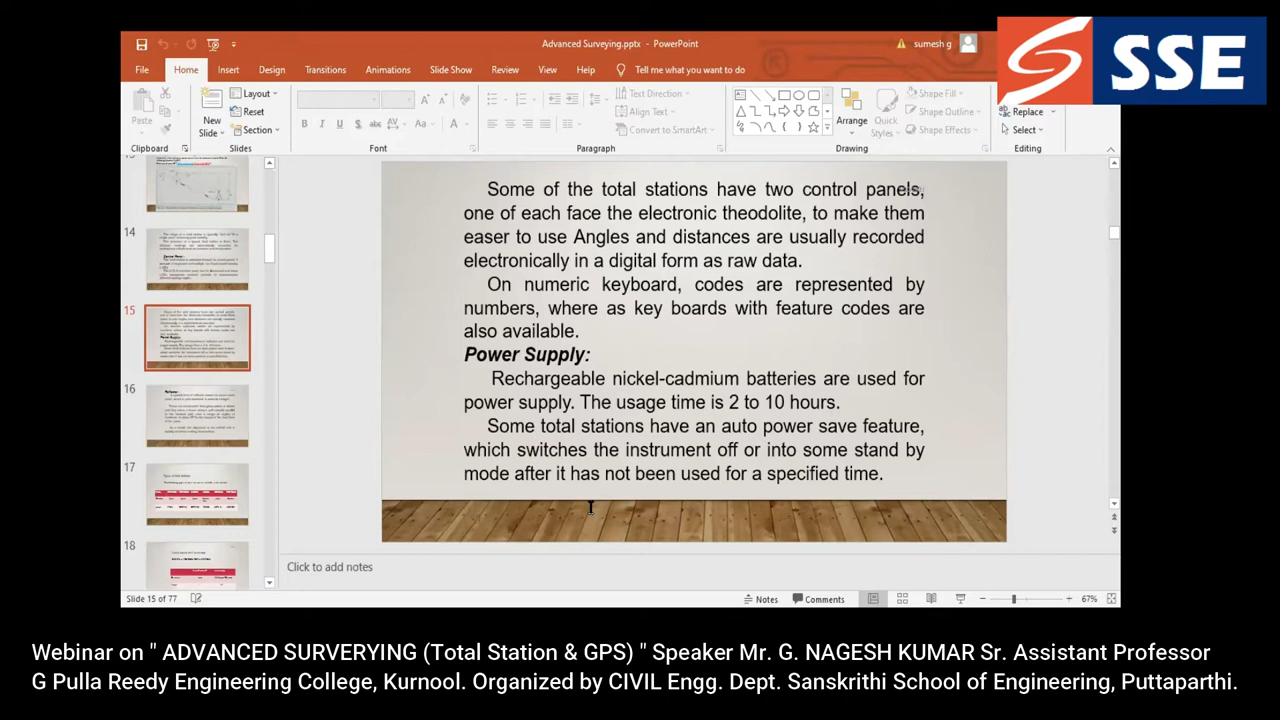 SSE
Advanced Surveying.pptx - PowerPoint
sumesh g
File Home Insert Design Transitions Animations Slide Show Review View Help Tell me what you want to do
Paste
Clipboard
New Slide
Layout
Reset
Section
Slides
B I U S abc AV Aa A
Font
Text Direction
Align Text
Convert to SmartArt
Paragraph
Arrange
Quick Styles
Shape Fill
Shape Outline
Shape Effects
Drawing
Replace
Select
Editing
14
15
16
17
18
Some of the total stations have two control panels,
one of each face the electronic theodolite, to make them
easer to use Angles and distances are usually recorded
electronically in a digital form as raw data.
On numeric keyboard, codes are represented by
numbers, where as key boards with feature codes are
also available.
Power Supply:
Rechargeable nickel-cadmium batteries are used for
power supply. The usage time is 2 to 10 hours.
Some total stations have an auto power save feature,
which switches the instrument off or into some stand by
mode after it has not been used for a specified time.
Click to add notes
Slide 15 of 77
Notes Comments 67%
Webinar on " ADVANCED SURVERYING (Total Station & GPS) " Speaker Mr. G. NAGESH KUMAR Sr. Assistant Professor
G Pulla Reedy Engineering College, Kurnool. Organized by CIVIL Engg. Dept. Sanskrithi School of Engineering, Puttaparthi.